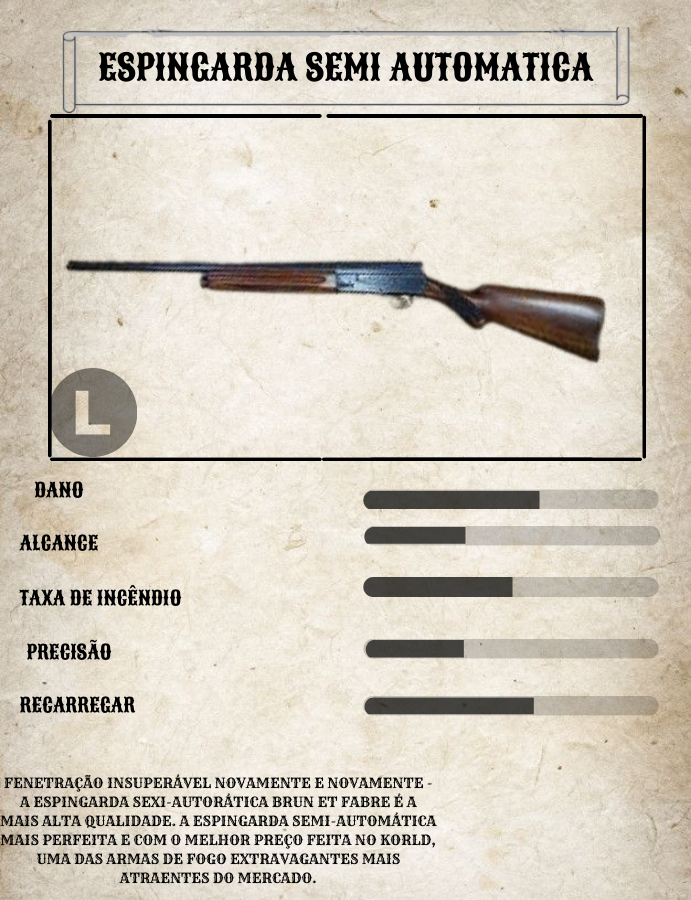 ESPINGARDA SEMI AUTOMATICA
L
DANO
ALCANCE
TAXA DE INCÊNDIO
PRECISÃO
RECARREGAR
FENETRAÇÃO INSUPERÁVEL NOVAMENTE E NOVAMENTE -
A ESPINGARDA SEXI-AUTORÁTICA BRUN ET FABRE É A
MAIS ALTA QUALIDADE. A ESPINGARDA SEMI-AUTOMÁTICA
MAIS PERFEITA E COM O MELHOR PREÇO FEITA NO KORLD,
UMA DAS ARMAS DE FOGO EXTRAVAGANTES MAIS
ATRAENTES DO MERCADO.